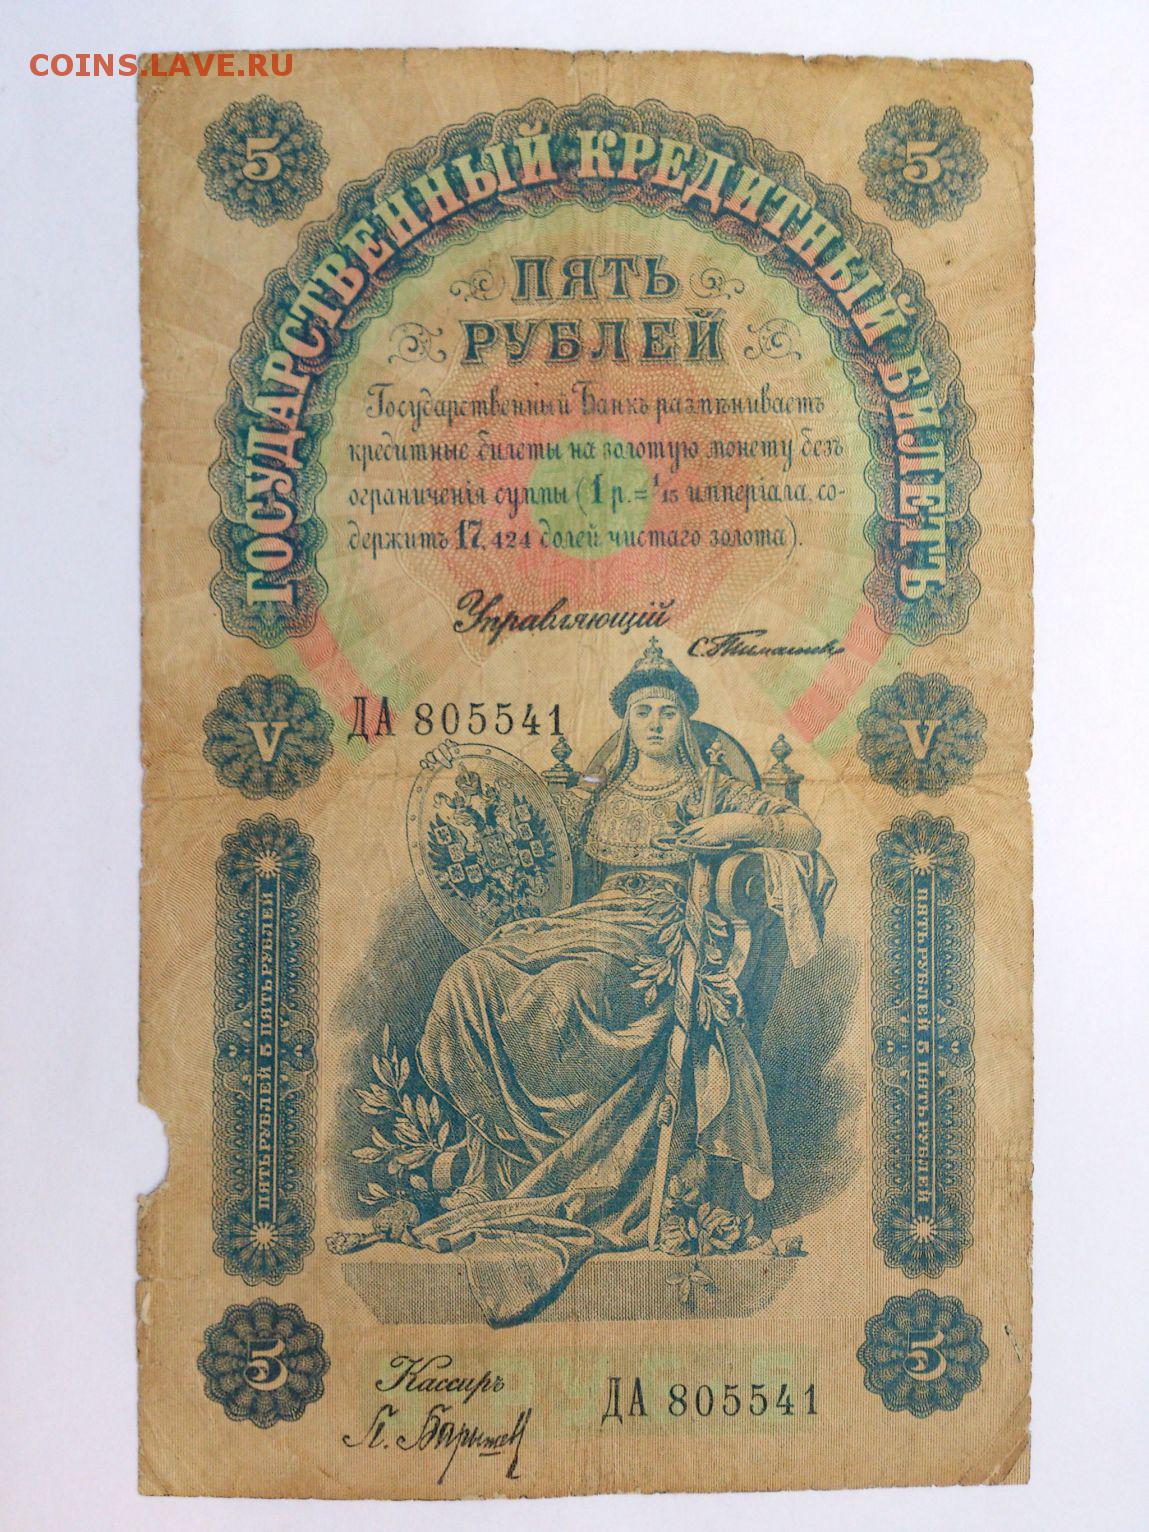 COINS.LAVE.RU
5
5
ГОСУДАРСТВЕННЫЙ КРЕДИТНЫЙ БИЛЕТЪ
ПЯТЬ
РУБЛЕЙ
Государственный Банкъ размѣниваетъ
кредитные билеты на золотую монету безъ
ограниченія суммы (1 р. = 1/15 имперіала, со-
держитъ 17,424 долей чистаго золота).
Управляющій
С. Тимашевъ
V
ДА 805541
V
ПЯТЬ РУБЛЕЙ 5 ПЯТЬ РУБЛЕЙ
ПЯТЬ РУБЛЕЙ 5 ПЯТЬ РУБЛЕЙ
5
5
Кассиръ
ДА 805541
П. Барышев